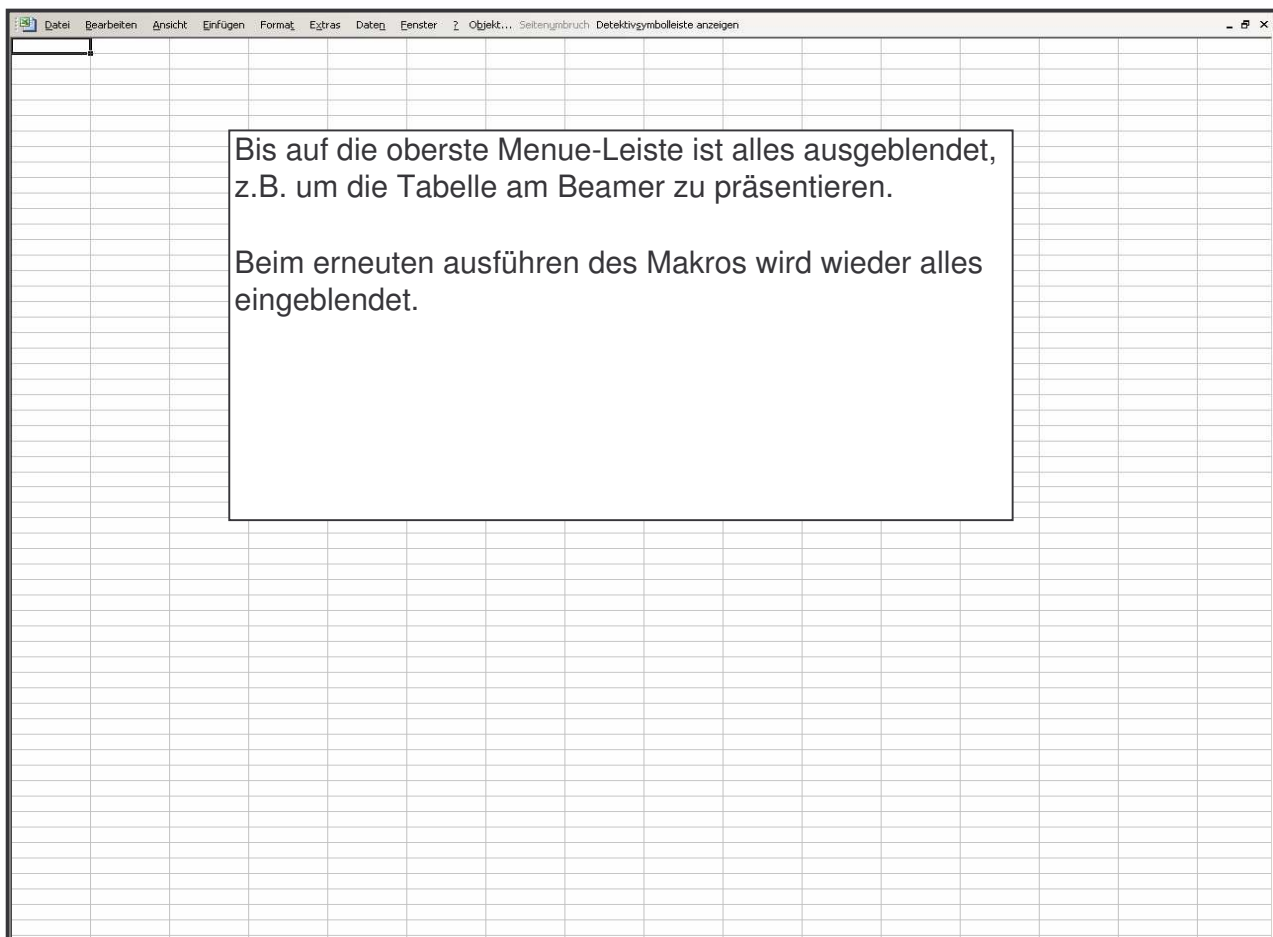 Datei Bearbeiten Ansicht Einfügen Format Extras Daten Fenster ? Objekt... Seitenumbruch Detektivsymbolleiste anzeigen
Bis auf die oberste Menue-Leiste ist alles ausgeblendet,
z.B. um die Tabelle am Beamer zu präsentieren.
Beim erneuten ausführen des Makros wird wieder alles
eingeblendet.